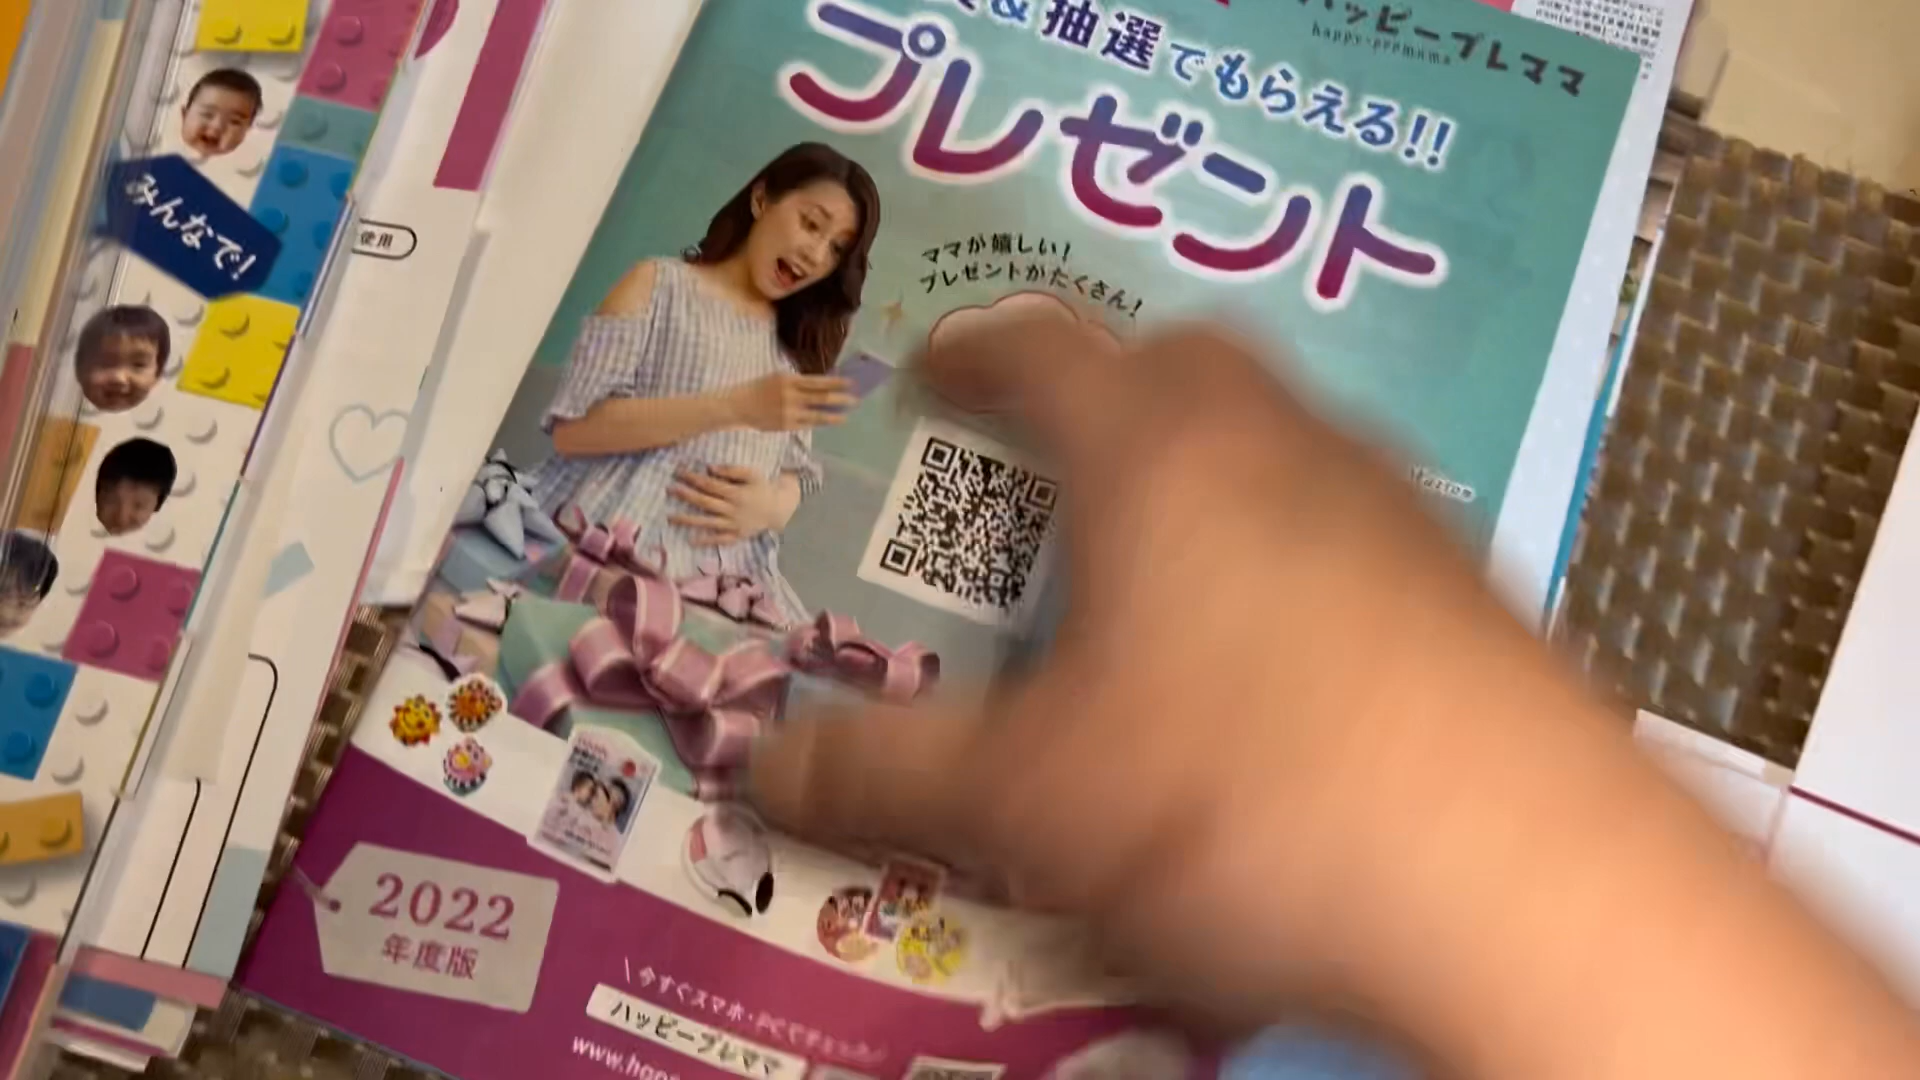 ハッピープレママ
happy-premama
&抽選でもらえる!!
プレゼント
ママが嬉しい!
プレゼントがたくさん!
みんなで!
使用
2022
年度版
\ 今すぐスマホ・PCでチェック/
ハッピープレママ
www.hap